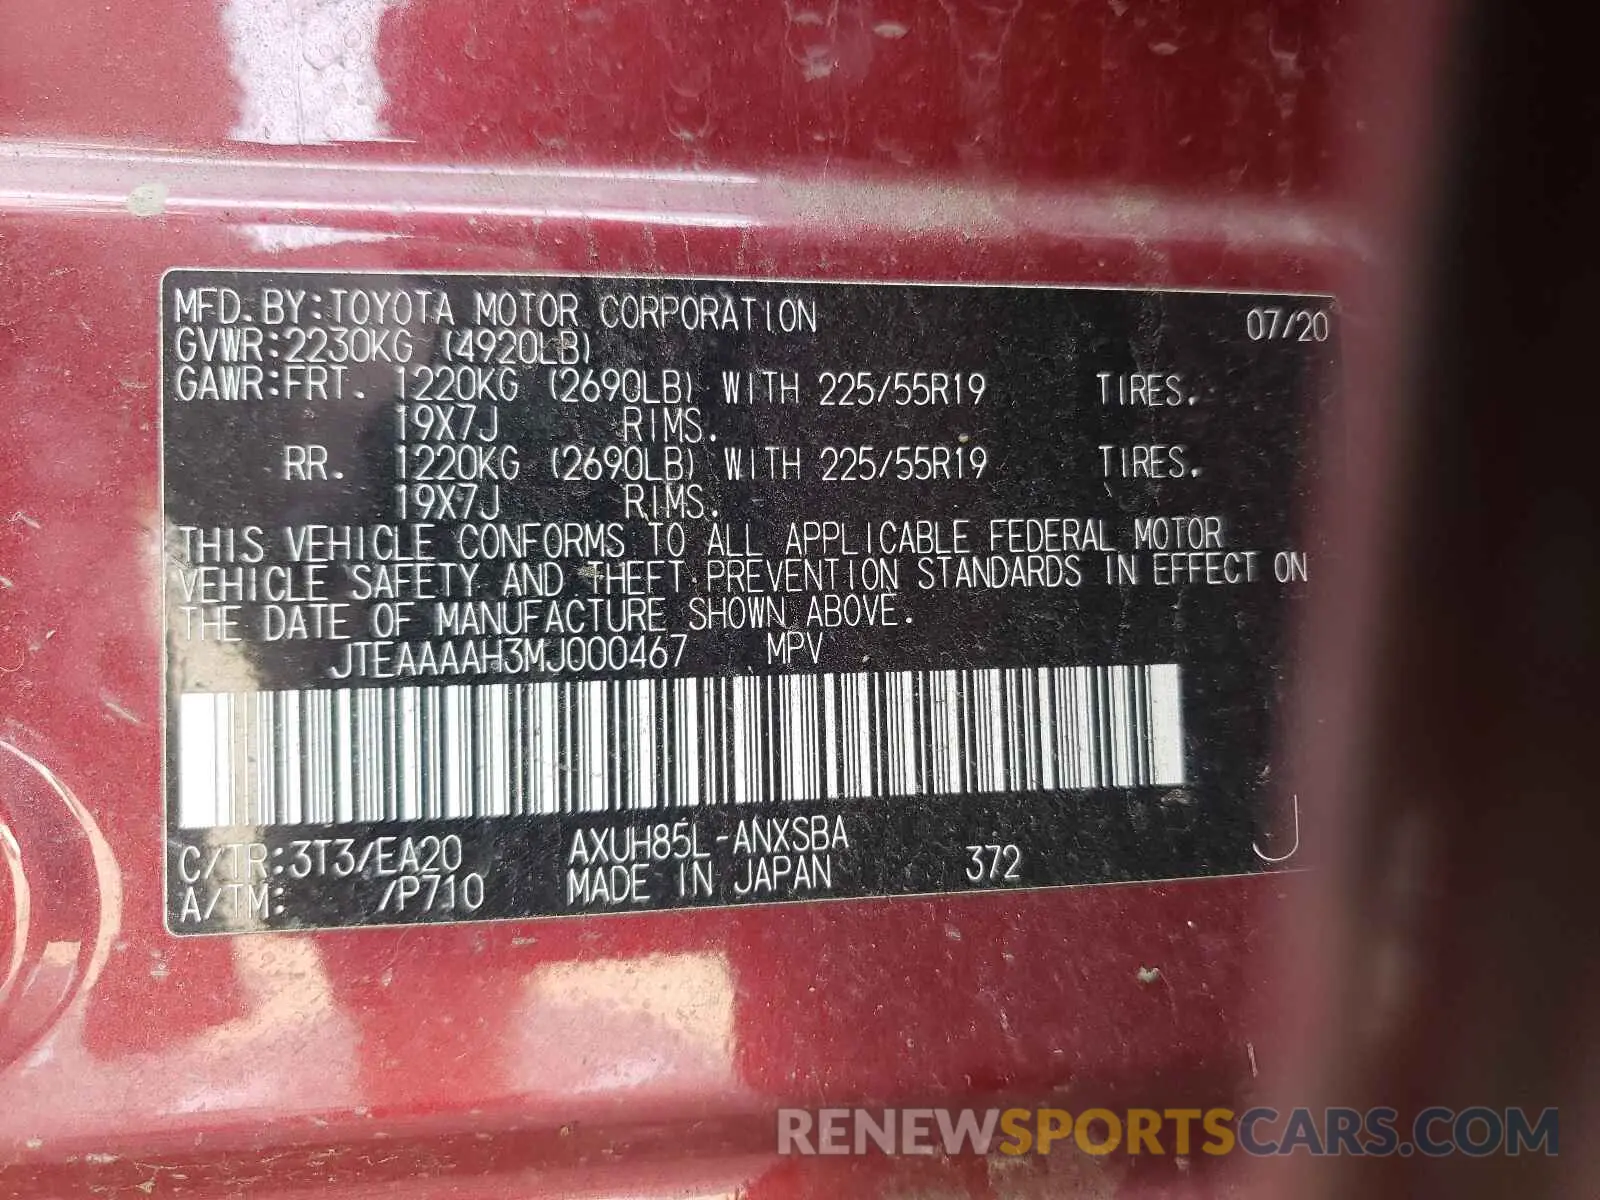 MFD. BY:TOYOTA MOTOR CORPORATION 07/20
GVWR:2230KG (4920LB)
GAWR:FRT. 1220KG (2690LB) WITH 225/55R19 TIRES.
19X7J RIMS.
RR. 1220KG (2690LB) WITH 225/55R19 TIRES.
19X7J RIMS.
THIS VEHICLE CONFORMS TO ALL APPLICABLE FEDERAL MOTOR
VEHICLE SAFETY AND THEFT PREVENTION STANDARDS IN EFFECT ON
THE DATE OF MANUFACTURE SHOWN ABOVE.
JTEAAAAH3MJ000467 MPV
C/TR:3T3/EA20 AXUH85L-ANXSBA
A/TM: /P710 MADE IN JAPAN 372 J
RENEWSPORTSCARS.COM